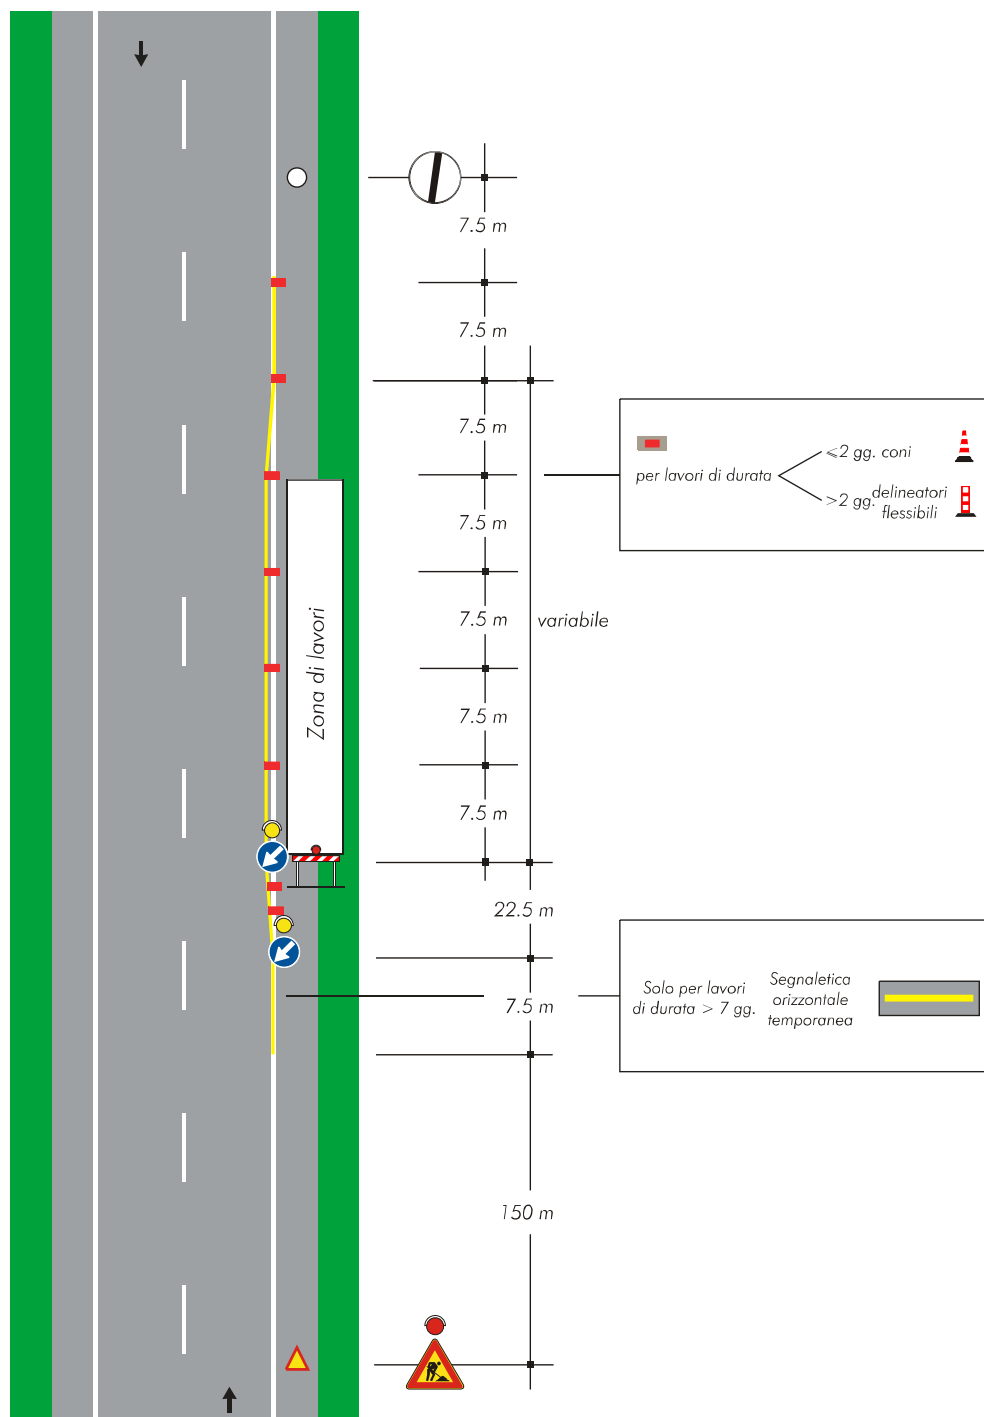 7.5 m
7.5 m
7.5 m
⩽2 gg. coni
per lavori di durata
>2 gg. delineatori
flessibili
7.5 m
Zona di lavori
7.5 m
variabile
7.5 m
7.5 m
22.5 m
Solo per lavori
di durata > 7 gg.
Segnaletica
orizzontale
temporanea
7.5 m
150 m